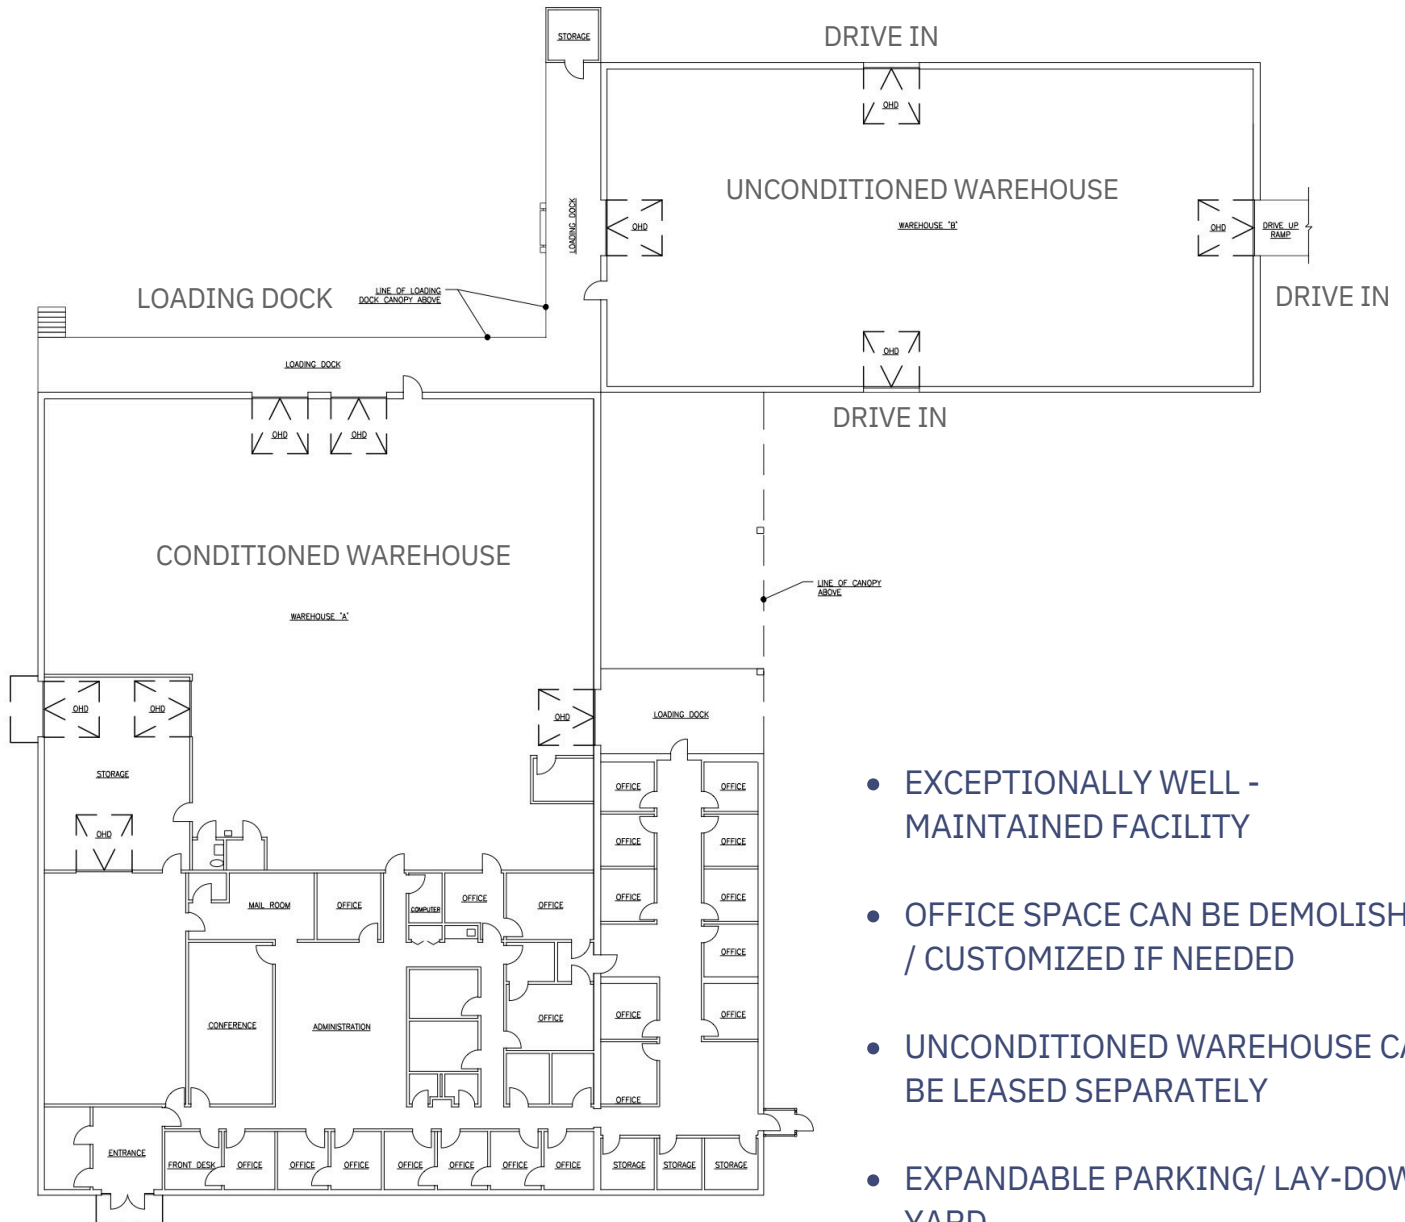 STORAGE
DRIVE IN
OHD
UNCONDITIONED WAREHOUSE
WAREHOUSE "B"
LOADING DOCK
OHD
OHD
DRIVE UP
RAMP
DRIVE IN
LOADING DOCK
LINE OF LOADING
DOCK CANOPY ABOVE
OHD
LOADING DOCK
DRIVE IN
OHD
OHD
CONDITIONED WAREHOUSE
WAREHOUSE "A"
LINE OF CANOPY
ABOVE
OHD
OHD
OHD
LOADING DOCK
STORAGE
OHD
OFFICE
OFFICE
OFFICE
OFFICE
OFFICE
OFFICE
OFFICE
OFFICE
OFFICE
OFFICE
MAIL ROOM
OFFICE
COMPUTER
OFFICE
OFFICE
CONFERENCE
ADMINISTRATION
OFFICE
ENTRANCE
FRONT DESK
OFFICE
OFFICE
OFFICE
OFFICE
OFFICE
OFFICE
OFFICE
STORAGE
STORAGE
STORAGE
• EXCEPTIONALLY WELL -
MAINTAINED FACILITY
• OFFICE SPACE CAN BE DEMOLISH
/ CUSTOMIZED IF NEEDED
• UNCONDITIONED WAREHOUSE CA
BE LEASED SEPARATELY
• EXPANDABLE PARKING/ LAY-DOW
YARD